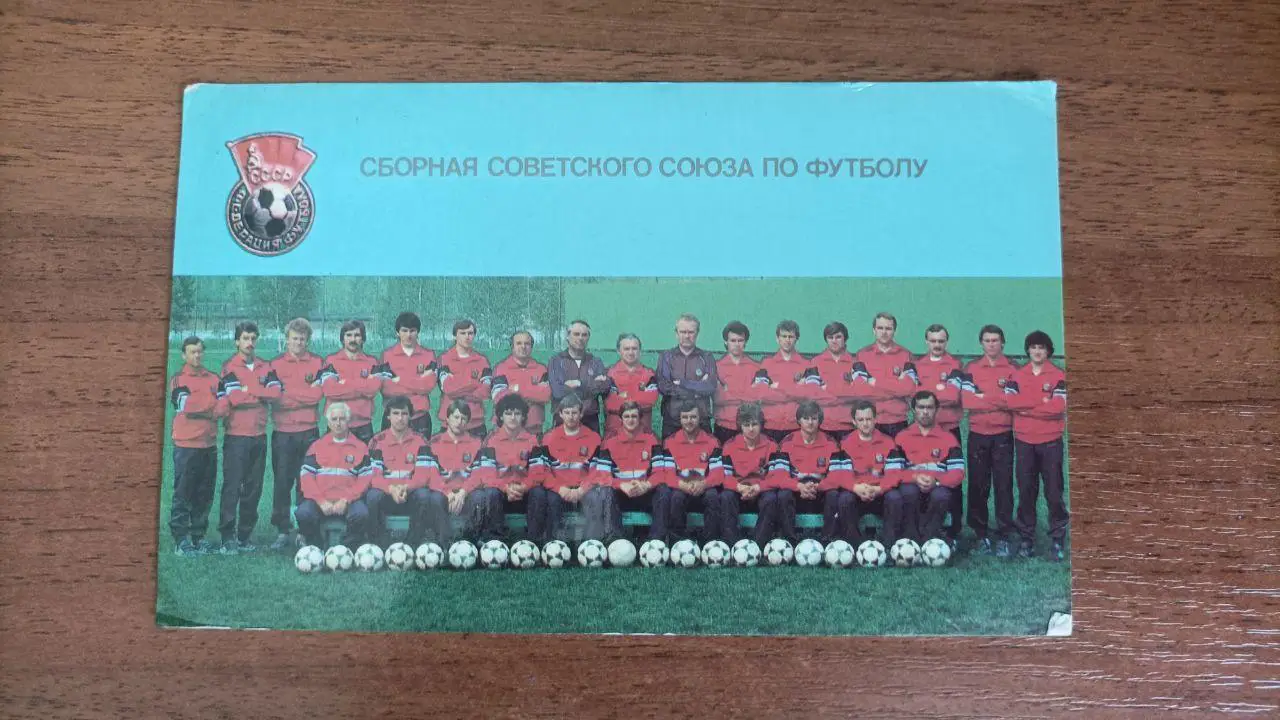 СБОРНАЯ СОВЕТСКОГО СОЮЗА ПО ФУТБОЛУ
СССР
ФЕДЕРАЦИЯ ФУТБОЛА